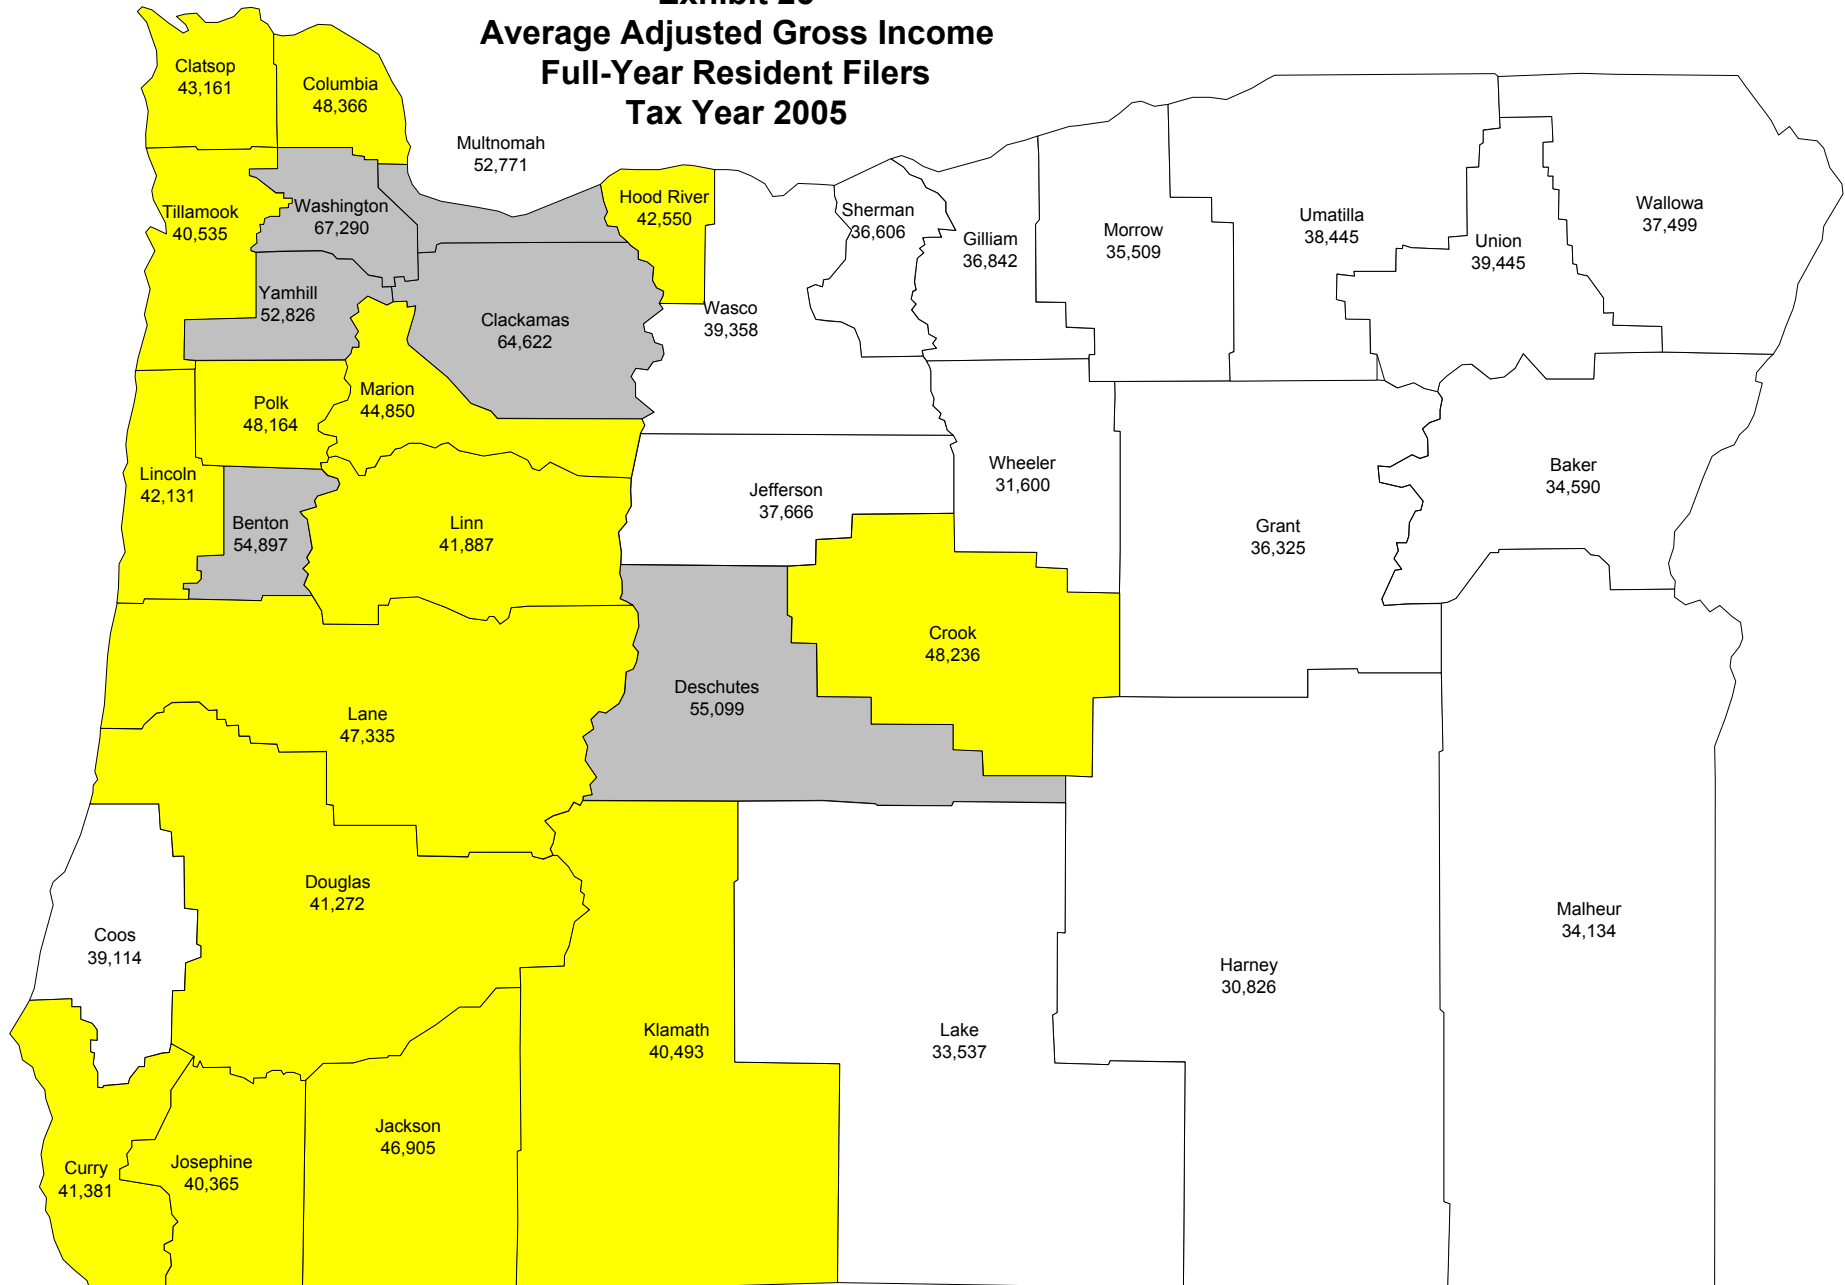 Average Adjusted Gross Income
Full-Year Resident Filers
Tax Year 2005
Clatsop
43,161
Columbia
48,366
Multnomah
52,771
Tillamook
40,535
Washington
67,290
Hood River
42,550
Sherman
36,606
Gilliam
36,842
Morrow
35,509
Umatilla
38,445
Union
39,445
Wallowa
37,499
Yamhill
52,826
Clackamas
64,622
Wasco
39,358
Polk
48,164
Marion
44,850
Lincoln
42,131
Benton
54,897
Linn
41,887
Jefferson
37,666
Wheeler
31,600
Grant
36,325
Baker
34,590
Crook
48,236
Deschutes
55,099
Lane
47,335
Douglas
41,272
Coos
39,114
Malheur
34,134
Harney
30,826
Klamath
40,493
Lake
33,537
Jackson
46,905
Curry
41,381
Josephine
40,365